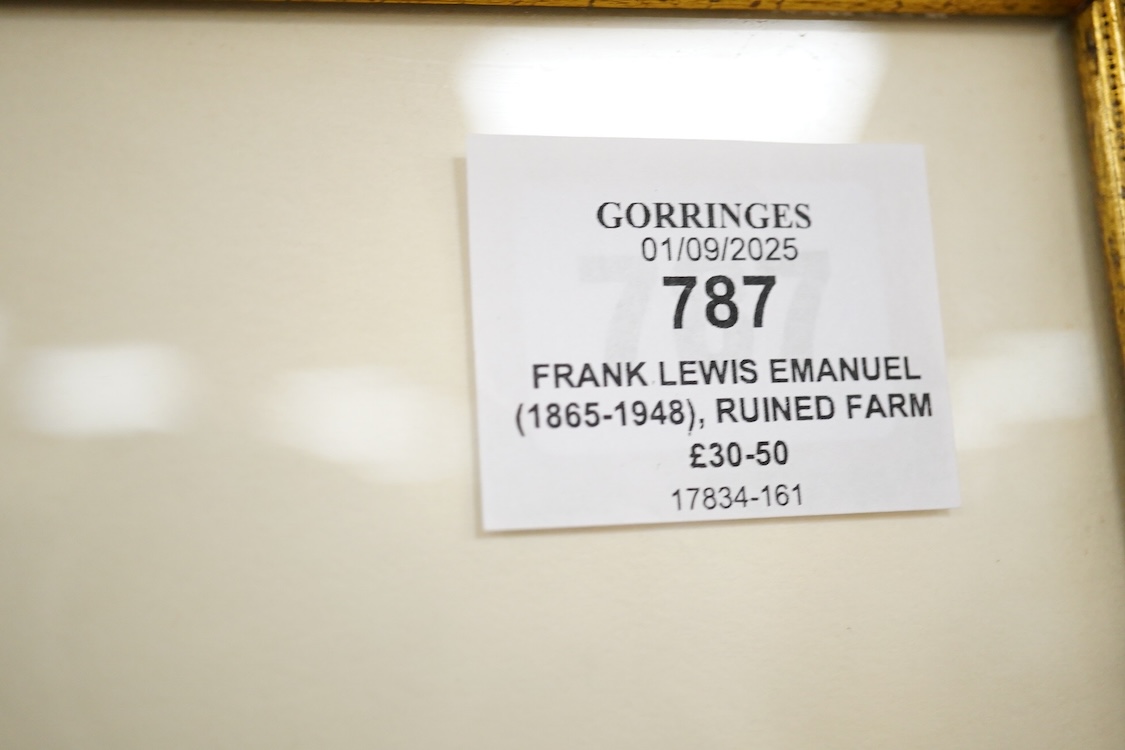 GORRINGES
01/09/2025
787
FRANK LEWIS EMANUEL
(1865-1948), RUINED FARM
£30-50
17834-161